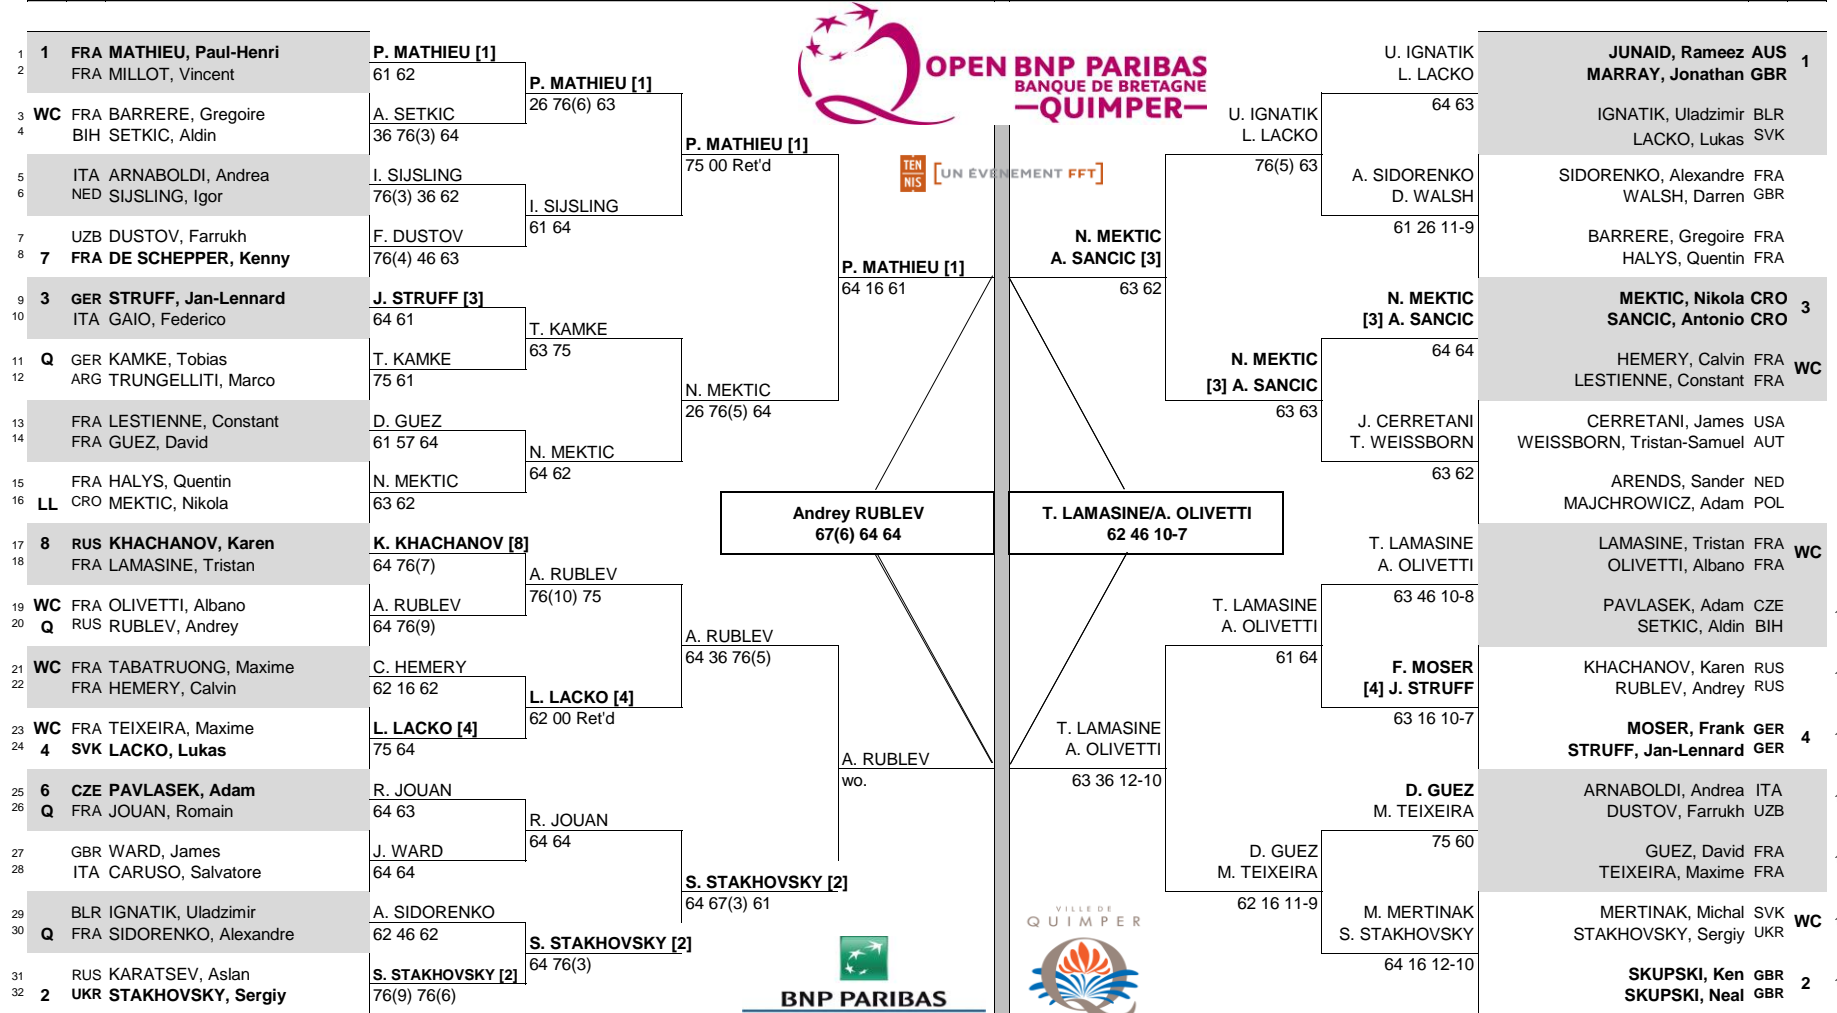 1 1 FRA MATHIEU, Paul-Henri
2 FRA MILLOT, Vincent
3 WC FRA BARRERE, Gregoire
4 BIH SETKIC, Aldin
5 ITA ARNABOLDI, Andrea
6 NED SIJSLING, Igor
7 UZB DUSTOV, Farrukh
8 7 FRA DE SCHEPPER, Kenny
9 3 GER STRUFF, Jan-Lennard
10 ITA GAIO, Federico
11 Q GER KAMKE, Tobias
12 ARG TRUNGELLITI, Marco
13 FRA LESTIENNE, Constant
14 FRA GUEZ, David
15 FRA HALYS, Quentin
16 LL CRO MEKTIC, Nikola
17 8 RUS KHACHANOV, Karen
18 FRA LAMASINE, Tristan
19 WC FRA OLIVETTI, Albano
20 Q RUS RUBLEV, Andrey
21 WC FRA TABATRUONG, Maxime
22 FRA HEMERY, Calvin
23 WC FRA TEIXEIRA, Maxime
24 4 SVK LACKO, Lukas
25 6 CZE PAVLASEK, Adam
26 Q FRA JOUAN, Romain
27 GBR WARD, James
28 ITA CARUSO, Salvatore
29 BLR IGNATIK, Uladzimir
30 Q FRA SIDORENKO, Alexandre
31 RUS KARATSEV, Aslan
32 2 UKR STAKHOVSKY, Sergiy
P. MATHIEU [1]
61 62
A. SETKIC
36 76(3) 64
I. SIJSLING
76(3) 36 62
F. DUSTOV
76(4) 46 63
J. STRUFF [3]
64 61
T. KAMKE
75 61
D. GUEZ
61 57 64
N. MEKTIC
63 62
K. KHACHANOV [8]
64 76(7)
A. RUBLEV
64 76(9)
C. HEMERY
62 16 62
L. LACKO [4]
75 64
R. JOUAN
64 63
J. WARD
64 64
A. SIDORENKO
62 46 62
S. STAKHOVSKY [2]
76(9) 76(6)
P. MATHIEU [1]
26 76(6) 63
I. SIJSLING
61 64
T. KAMKE
63 75
N. MEKTIC
64 62
A. RUBLEV
76(10) 75
L. LACKO [4]
62 00 Ret'd
R. JOUAN
64 64
S. STAKHOVSKY [2]
64 76(3)
P. MATHIEU [1]
75 00 Ret'd
N. MEKTIC
26 76(5) 64
A. RUBLEV
64 36 76(5)
S. STAKHOVSKY [2]
64 67(3) 61
P. MATHIEU [1]
64 16 61
A. RUBLEV
wo.
Andrey RUBLEV
67(6) 64 64
OPEN BNP PARIBAS
BANQUE DE BRETAGNE
QUIMPER
TEN
NIS
[UN ÉVÉNEMENT FFT]
T. LAMASINE/A. OLIVETTI
62 46 10-7
N. MEKTIC
A. SANCIC [3]
63 62
T. LAMASINE
A. OLIVETTI
63 36 12-10
U. IGNATIK
L. LACKO
76(5) 63
N. MEKTIC
[3] A. SANCIC
63 63
T. LAMASINE
A. OLIVETTI
61 64
D. GUEZ
M. TEIXEIRA
62 16 11-9
U. IGNATIK
L. LACKO
64 63
A. SIDORENKO
D. WALSH
61 26 11-9
N. MEKTIC
[3] A. SANCIC
64 64
J. CERRETANI
T. WEISSBORN
63 62
T. LAMASINE
A. OLIVETTI
63 46 10-8
F. MOSER
[4] J. STRUFF
63 16 10-7
D. GUEZ
M. TEIXEIRA
75 60
M. MERTINAK
S. STAKHOVSKY
64 16 12-10
JUNAID, Rameez AUS 1
MARRAY, Jonathan GBR
IGNATIK, Uladzimir BLR
LACKO, Lukas SVK
SIDORENKO, Alexandre FRA
WALSH, Darren GBR
BARRERE, Gregoire FRA
HALYS, Quentin FRA
MEKTIC, Nikola CRO 3
SANCIC, Antonio CRO
HEMERY, Calvin FRA WC
LESTIENNE, Constant FRA
CERRETANI, James USA
WEISSBORN, Tristan-Samuel AUT
ARENDS, Sander NED
MAJCHROWICZ, Adam POL
LAMASINE, Tristan FRA WC
OLIVETTI, Albano FRA
PAVLASEK, Adam CZE
SETKIC, Aldin BIH
KHACHANOV, Karen RUS
RUBLEV, Andrey RUS
MOSER, Frank GER 4
STRUFF, Jan-Lennard GER
ARNABOLDI, Andrea ITA
DUSTOV, Farrukh UZB
GUEZ, David FRA
TEIXEIRA, Maxime FRA
MERTINAK, Michal SVK WC
STAKHOVSKY, Sergiy UKR
SKUPSKI, Ken GBR 2
SKUPSKI, Neal GBR
BNP PARIBAS
VILLE DE
QUIMPER